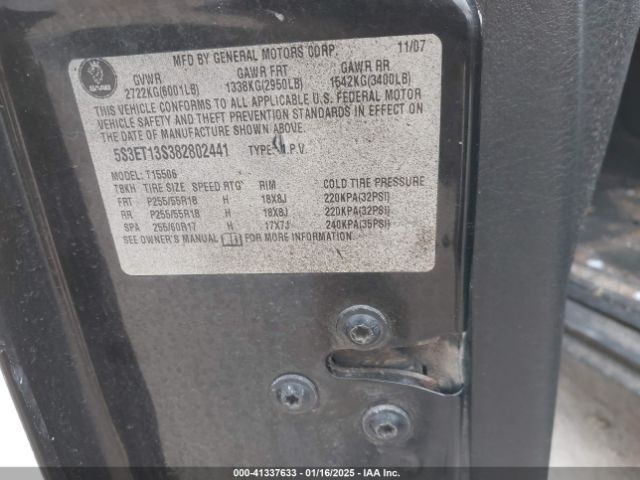 SAAB
MFD BY GENERAL MOTORS CORP. 11/07
GVWR GAWR FRT GAWR RR
2722KG(6001LB) 1338KG(2950LB) 1542KG(3400LB)
THIS VEHICLE CONFORMS TO ALL APPLICABLE U.S. FEDERAL MOTOR
VEHICLE SAFETY AND THEFT PREVENTION STANDARDS IN EFFECT ON
THE DATE OF MANUFACTURE SHOWN ABOVE.
5S3ET13S382802441 TYPE: M.P.V.
MODEL: T15506
TBKH TIRE SIZE SPEED RTG RIM COLD TIRE PRESSURE
FRT P255/55R18 H 18X8J 220KPA(32PSI)
RR P255/55R18 H 18X8J 220KPA(32PSI)
SPA 255/60R17 H 17X7J 240KPA(35PSI)
SEE OWNER'S MANUAL FOR MORE INFORMATION.
000-41337633 - 01/16/2025 - IAA Inc.